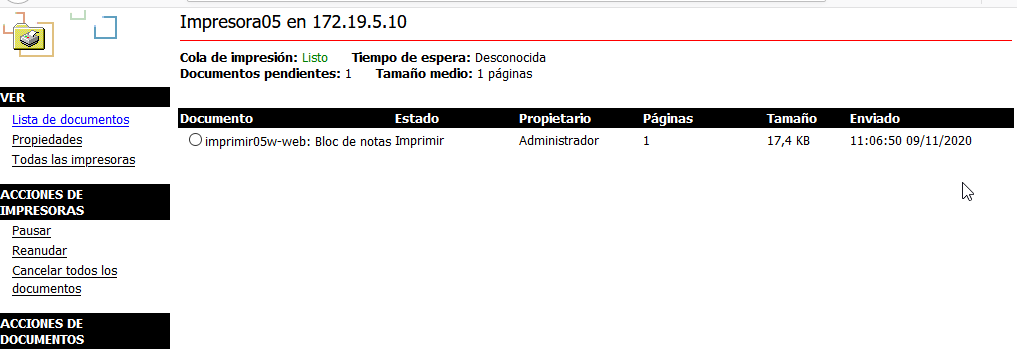 Impresora05 en 172.19.5.10
Cola de impresión: Listo Tiempo de espera: Desconocida
Documentos pendientes: 1 Tamaño medio: 1 páginas
VER
Lista de documentos
Propiedades
Todas las impresoras
ACCIONES DE
IMPRESORAS
Pausar
Reanudar
Cancelar todos los
documentos
ACCIONES DE
DOCUMENTOS
Documento Estado Propietario Páginas Tamaño Enviado
imprimir05w-web: Bloc de notas Imprimir Administrador 1 17,4 KB 11:06:50 09/11/2020